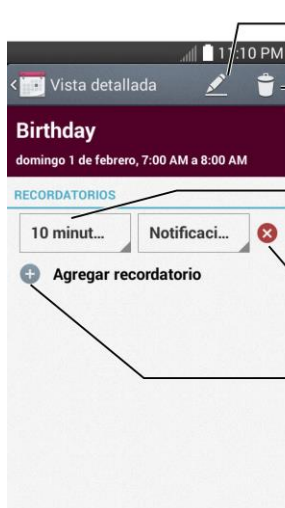 11:10 PM
Vista detallada
Birthday
domingo 1 de febrero, 7:00 AM a 8:00 AM
RECORDATORIOS
10 minut... Notificaci...
Agregar recordatorio